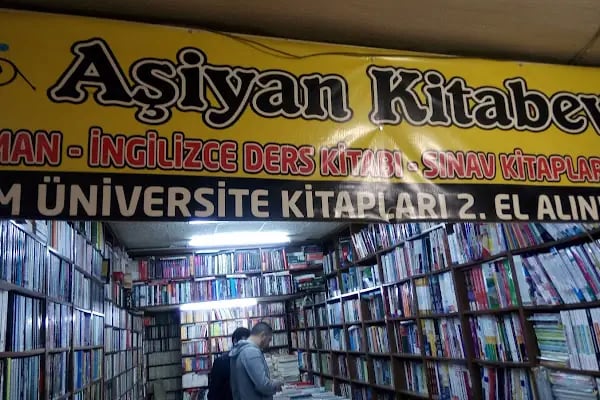 Aşiyan Kitabev
MAN - İNGİLİZCE DERS KİTABI - SINAV KİTAPLAR
M ÜNİVERSİTE KİTAPLARI 2. EL ALIN